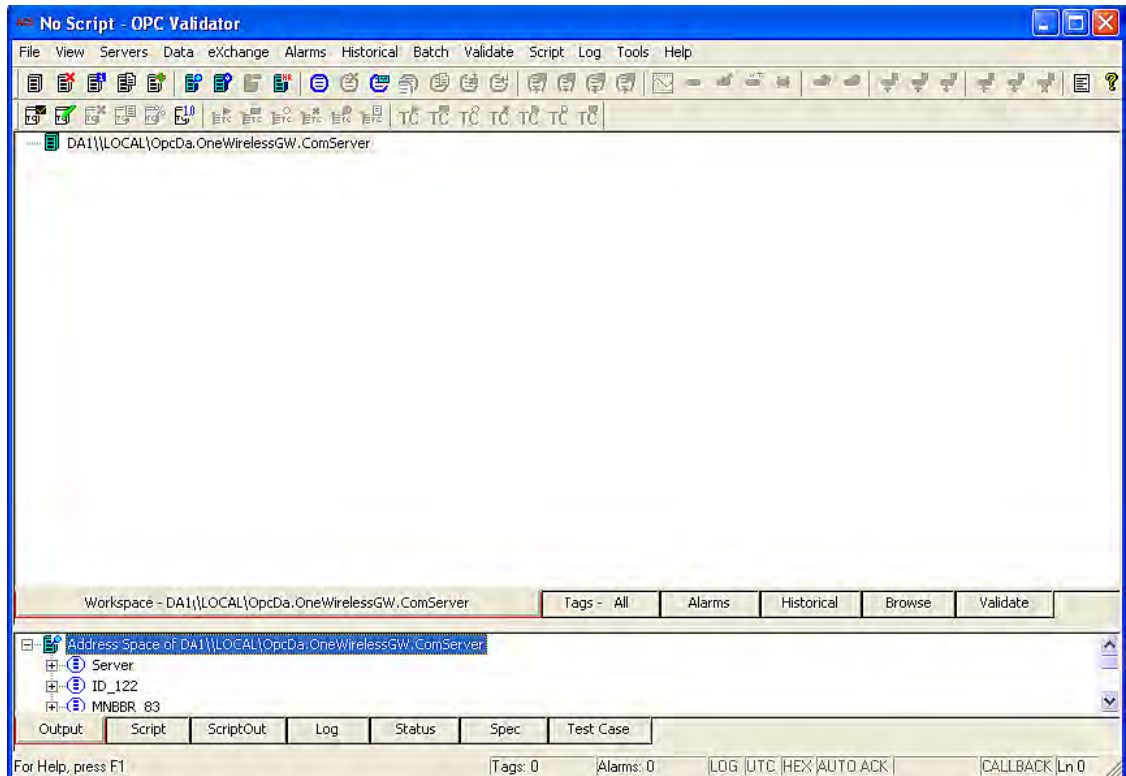 No Script - OPC Validator
File View Servers Data eXchange Alarms Historical Batch Validate Script Log Tools Help
DA1\\LOCAL\OpcDa.OneWirelessGW.ComServer
Workspace - DA1\\LOCAL\OpcDa.OneWirelessGW.ComServer Tags - All Alarms Historical Browse Validate
Address Space of DA1\\LOCAL\OpcDa.OneWirelessGW.ComServer
Server
ID_122
MNBBR_83
Output Script ScriptOut Log Status Spec Test Case
For Help, press F1 Tags: 0 Alarms: 0 LOG UTC HEX AUTO ACK CALLBACK Ln 0